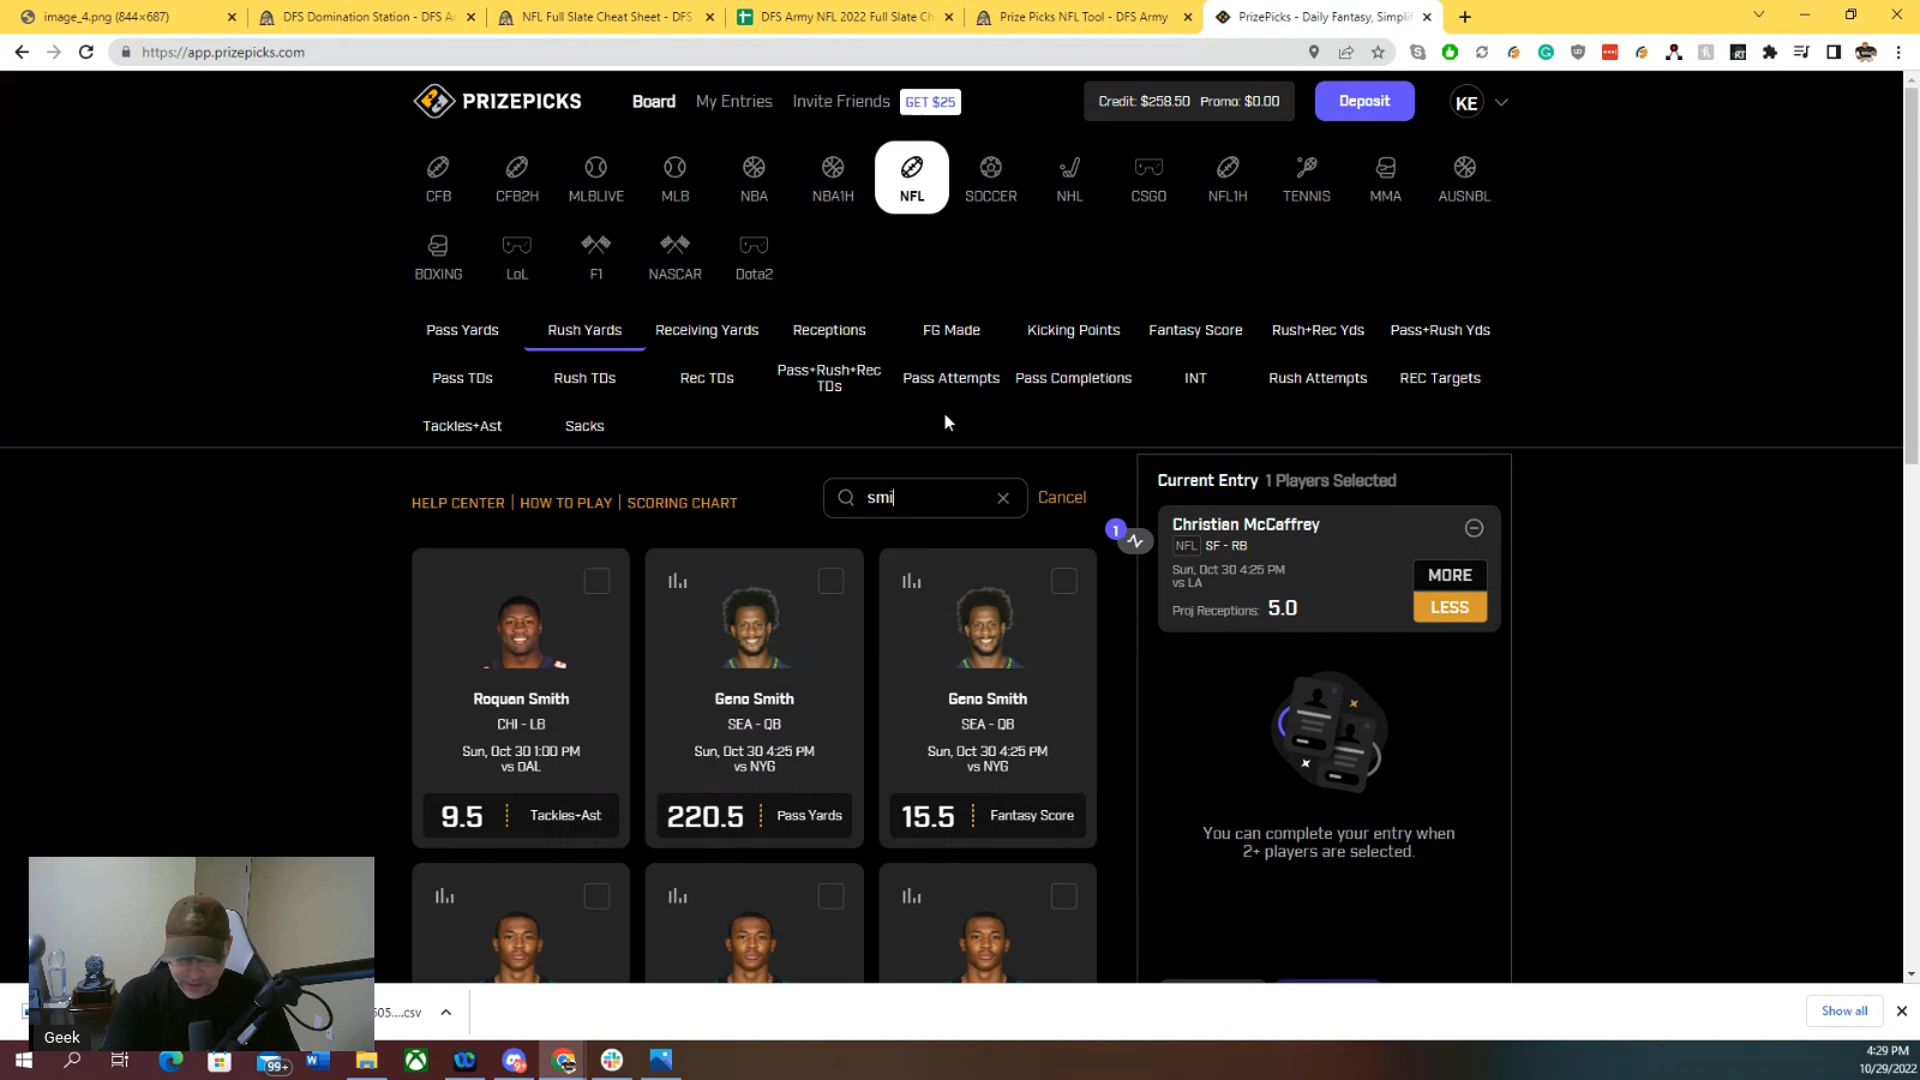 image_4.png (844×687)
DFS Domination Station - DFS Ar
NFL Full Slate Cheat Sheet - DFS
DFS Army NFL 2022 Full Slate Ch
Prize Picks NFL Tool - DFS Army
PrizePicks - Daily Fantasy, Simplif
https://app.prizepicks.com
PRIZEPICKS
Board
My Entries
Invite Friends
GET $25
Credit: $258.50 Promo: $0.00
Deposit
KE
CFB
CFB2H
MLBLIVE
MLB
NBA
NBA1H
NFL
SOCCER
NHL
CSGO
NFL1H
TENNIS
MMA
AUSNBL
BOXING
LoL
F1
NASCAR
Dota2
Pass Yards
Rush Yards
Receiving Yards
Receptions
FG Made
Kicking Points
Fantasy Score
Rush+Rec Yds
Pass+Rush Yds
Pass TDs
Rush TDs
Rec TDs
Pass+Rush+Rec
TDs
Pass Attempts
Pass Completions
INT
Rush Attempts
REC Targets
Tackles+Ast
Sacks
HELP CENTER | HOW TO PLAY | SCORING CHART
smi
Cancel
Current Entry 1 Players Selected
1
Christian McCaffrey
NFL SF - RB
Sun, Oct 30 4:25 PM
vs LA
Proj Receptions: 5.0
MORE
LESS
You can complete your entry when
2+ players are selected.
Roquan Smith
CHI - LB
Sun, Oct 30 1:00 PM
vs DAL
9.5 Tackles+Ast
Geno Smith
SEA - QB
Sun, Oct 30 4:25 PM
vs NYG
220.5 Pass Yards
Geno Smith
SEA - QB
Sun, Oct 30 4:25 PM
vs NYG
15.5 Fantasy Score
Geek
605....csv
Show all
99+
4:29 PM
10/29/2022